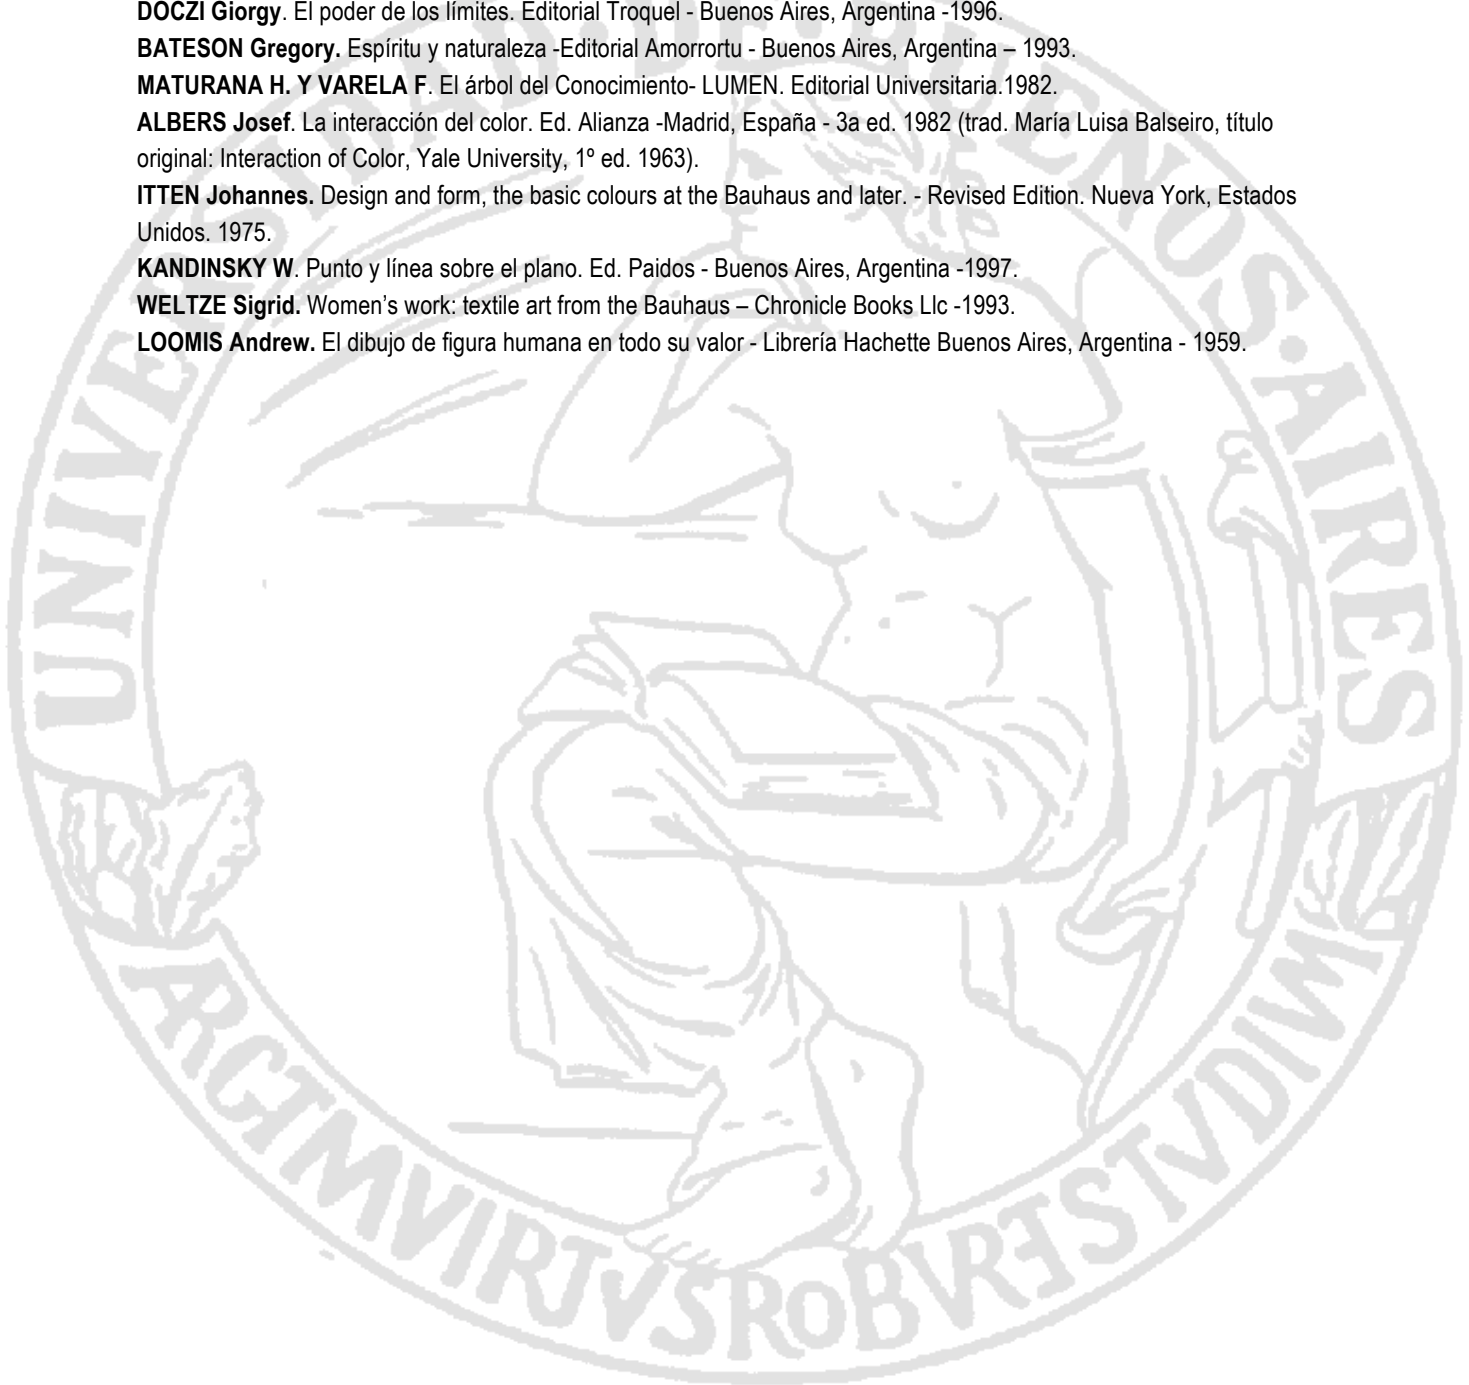 DOCZI Giorgy. El poder de los límites. Editorial Troquel - Buenos Aires, Argentina -1996.
BATESON Gregory. Espíritu y naturaleza -Editorial Amorrortu - Buenos Aires, Argentina – 1993.
MATURANA H. Y VARELA F. El árbol del Conocimiento- LUMEN. Editorial Universitaria.1982.
ALBERS Josef. La interacción del color. Ed. Alianza -Madrid, España - 3a ed. 1982 (trad. María Luisa Balseiro, título
original: Interaction of Color, Yale University, 1º ed. 1963).
ITTEN Johannes. Design and form, the basic colours at the Bauhaus and later. - Revised Edition. Nueva York, Estados
Unidos. 1975.
KANDINSKY W. Punto y línea sobre el plano. Ed. Paidos - Buenos Aires, Argentina -1997.
WELTZE Sigrid. Women’s work: textile art from the Bauhaus – Chronicle Books Llc -1993.
LOOMIS Andrew. El dibujo de figura humana en todo su valor - Librería Hachette Buenos Aires, Argentina - 1959.
UNIVERSIDAD·DE·BUENOS·AIRES
ARGT·MVIRTVSROBVRETSTVDIVM